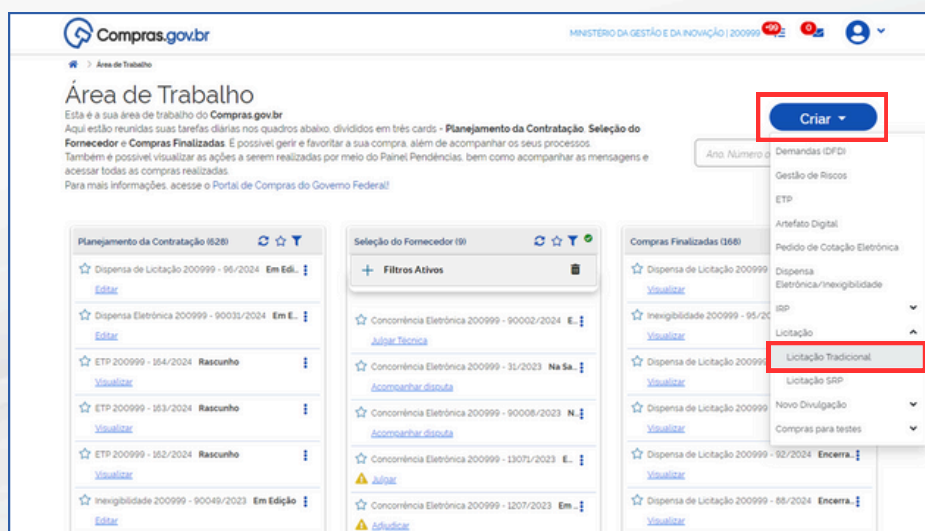 Compras.gov.br
MINISTÉRIO DA GESTÃO E DA INOVAÇÃO | 200999
+99
0
Área de Trabalho
Área de Trabalho
Esta é a sua área de trabalho do Compras.gov.br
Aqui estão reunidas suas tarefas diárias nos quadros abaixo, divididos em três cards - Planejamento da Contratação, Seleção do
Fornecedor e Compras Finalizadas. É possível gerir e favoritar a sua compra, além de acompanhar os seus processos.
Também é possível visualizar as ações a serem realizadas por meio do Painel Pendências, bem como acompanhar as mensagens e
acessar todas as compras realizadas.
Para mais informações, acesse o Portal de Compras do Governo Federal!
Criar
Ano, Número o
Demandas (DFD)
Gestão de Riscos
ETP
Artefato Digital
Pedido de Cotação Eletrônica
Dispensa
Eletrônica/Inexigibilidade
IRP
Licitação
Licitação Tradicional
Licitação SRP
Novo Divulgação
Compras para testes
Planejamento da Contratação (628)
Dispensa de Licitação 200999 - 96/2024 Em Edi...
Editar
Dispensa Eletrônica 200999 - 90031/2024 Em E...
Editar
ETP 200999 - 164/2024 Rascunho
Visualizar
ETP 200999 - 163/2024 Rascunho
Visualizar
ETP 200999 - 162/2024 Rascunho
Visualizar
Inexigibilidade 200999 - 90049/2023 Em Edição
Editar
Seleção do Fornecedor (9)
Filtros Ativos
Concorrência Eletrônica 200999 - 90002/2024 E...
Julgar Técnica
Concorrência Eletrônica 200999 - 31/2023 Na Sa...
Acompanhar disputa
Concorrência Eletrônica 200999 - 90008/2023 N...
Acompanhar disputa
Concorrência Eletrônica 200999 - 13071/2023 E...
Julgar
Concorrência Eletrônica 200999 - 1207/2023 Em ...
Adjudicar
Compras Finalizadas (168)
Dispensa de Licitação 200999
Visualizar
Inexigibilidade 200999 - 95/20
Visualizar
Dispensa de Licitação 200999
Visualizar
Dispensa de Licitação 200999
Visualizar
Dispensa de Licitação 200999 - 92/2024 Encerra...
Visualizar
Dispensa de Licitação 200999 - 88/2024 Encerra...
Visualizar